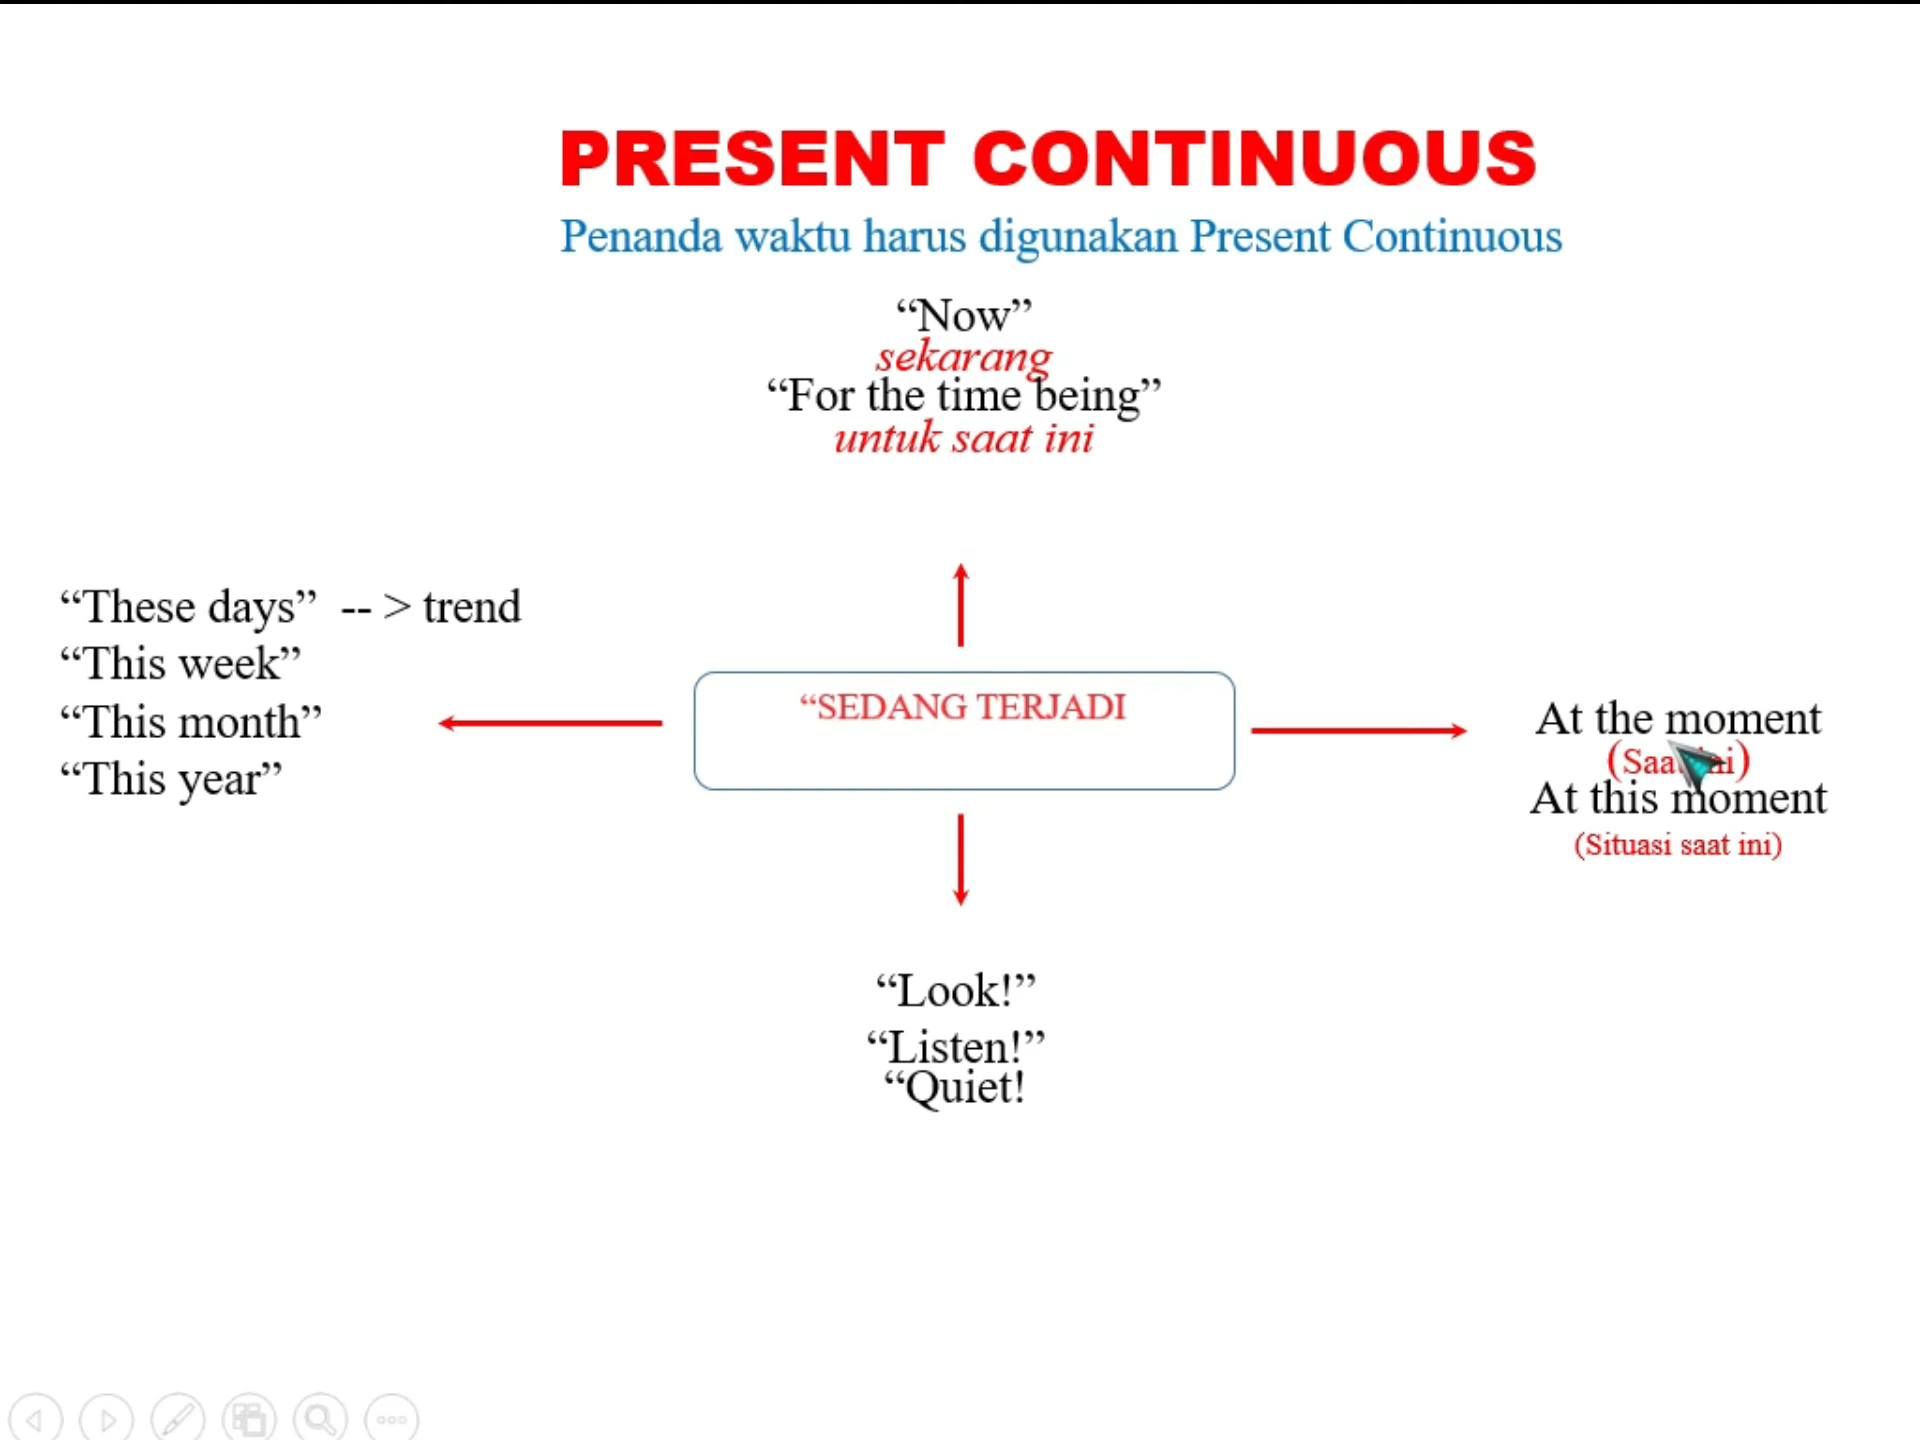 PRESENT CONTINUOUS
Penanda waktu harus digunakan Present Continuous
“Now”
sekarang
“For the time being”
untuk saat ini
“These days” -- > trend
“This week”
“This month”
“This year”
“SEDANG TERJADI
At the moment
(Saat ini)
At this moment
(Situasi saat ini)
“Look!”
“Listen!”
“Quiet!